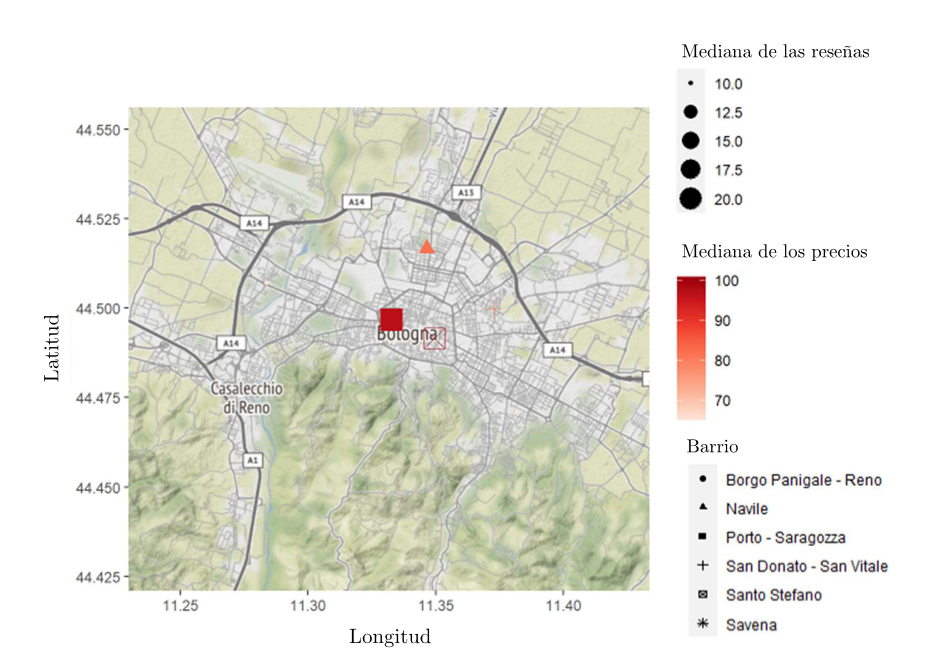 Mediana de las reseñas
10.0
12.5
15.0
17.5
20.0
Mediana de los precios
100
90
80
70
Barrio
Borgo Panigale - Reno
Navile
Porto - Saragozza
San Donato - San Vitale
Santo Stefano
Savena
Latitud
44.550
44.525
44.500
44.475
44.450
44.425
A13
A14
A14
A14
A14
A1
Bologna
Casalecchio
di Reno
11.25
11.30
11.35
11.40
Longitud